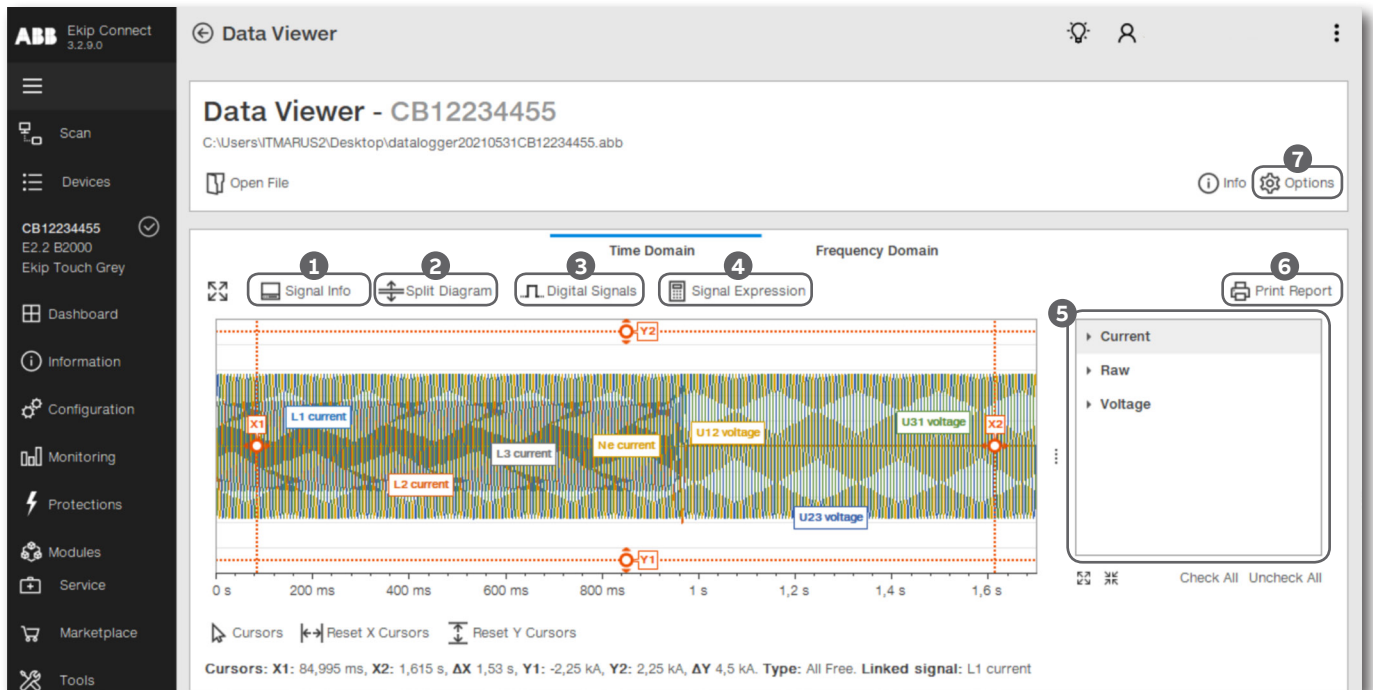 ABB Ekip Connect
3.2.9.0
Data Viewer
Scan
Devices
CB12234455
E2.2 B2000
Ekip Touch Grey
Dashboard
Information
Configuration
Monitoring
Protections
Modules
Service
Marketplace
Tools
Data Viewer - CB12234455
C:\Users\ITMARUS2\Desktop\datalogger20210531CB12234455.abb
7
Open File
Info Options
Time Domain Frequency Domain
1 2 3 4 6
Signal Info Split Diagram Digital Signals Signal Expression Print Report
5
Y2
Current
Raw
Voltage
L1 current
X1
U31 voltage
X2
U12 voltage
Ne current
L3 current
L2 current
U23 voltage
Y1
0 s 200 ms 400 ms 600 ms 800 ms 1 s 1,2 s 1,4 s 1,6 s
Check All Uncheck All
Cursors Reset X Cursors Reset Y Cursors
Cursors: X1: 84,995 ms, X2: 1,615 s, ΔX 1,53 s, Y1: -2,25 kA, Y2: 2,25 kA, ΔY 4,5 kA. Type: All Free. Linked signal: L1 current